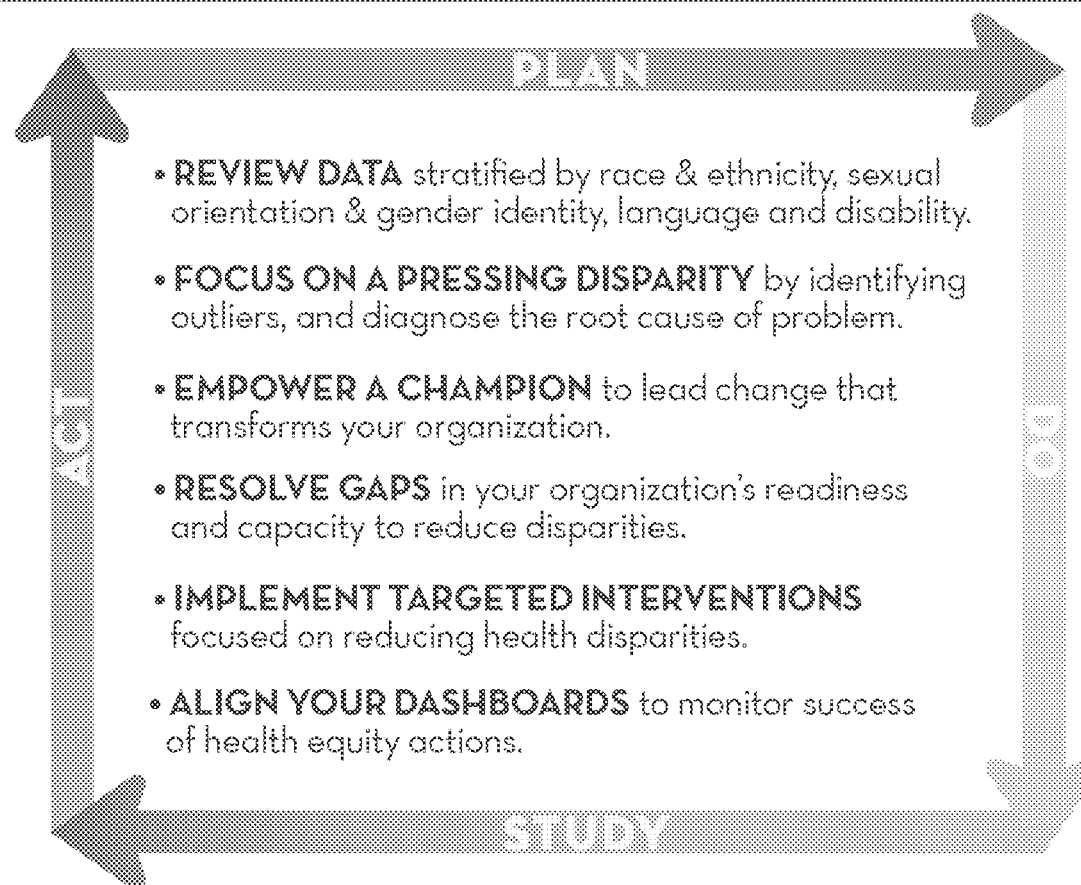 PLAN
• REVIEW DATA stratified by race & ethnicity, sexual
orientation & gender identity, language and disability.
• FOCUS ON A PRESSING DISPARITY by identifying
outliers, and diagnose the root cause of problem.
• EMPOWER A CHAMPION to lead change that
transforms your organization.
• RESOLVE GAPS in your organization's readiness
and capacity to reduce disparities.
• IMPLEMENT TARGETED INTERVENTIONS
focused on reducing health disparities.
• ALIGN YOUR DASHBOARDS to monitor success
of health equity actions.
DO
STUDY
ACT